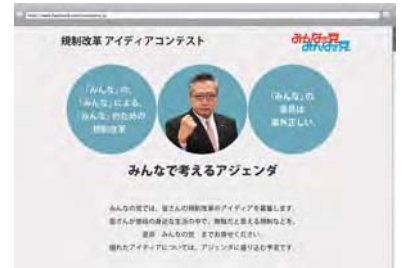 規制改革 アイディアコンテスト
みんなの党
「みんな」の、
「みんな」による、
「みんな」のための
規制改革
「みんな」の
意見は
案外正しい。
みんなで考えるアジェンダ
みんなの党では、皆さんの規制改革のアイディアを募集します。
皆さんが普段の身近な生活の中で、無駄だと思える規制などを、
是非 みんなの党 までお寄せください。
優れたアイディアについては、アジェンダに盛り込む予定です。